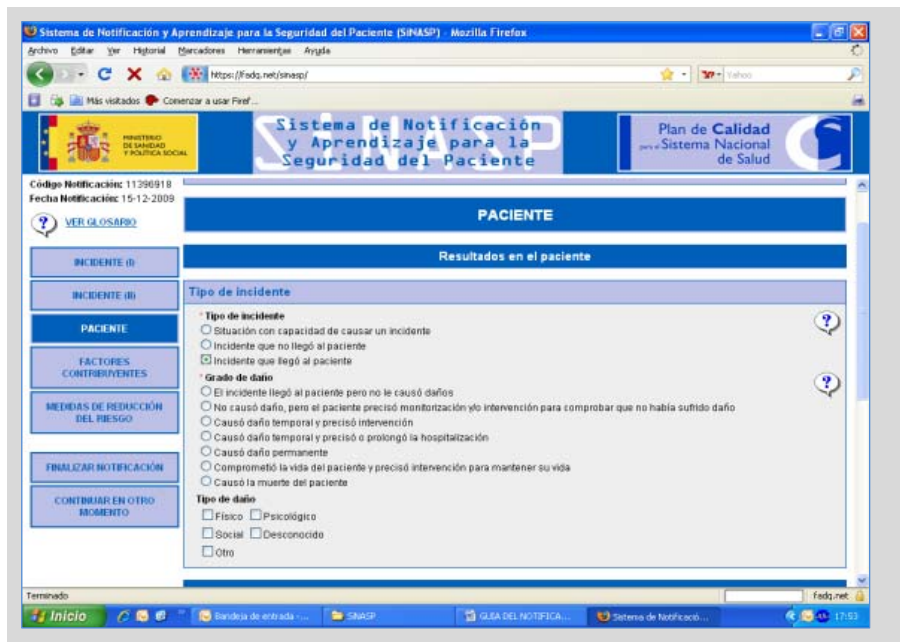 Sistema de Notificación y Aprendizaje para la Seguridad del Paciente (SINASP) - Mozilla Firefox
Archivo Editar Ver Historial Marcadores Herramientas Ayuda
https://fadq.net/sinasp/
Yahoo
Más visitados Comenzar a usar Firef...
MINISTERIO
DE SANIDAD
Y POLÍTICA SOCIAL
SINASP
Sistema de Notificación
y Aprendizaje para la
Seguridad del Paciente
Plan de Calidad
para el Sistema Nacional
de Salud
Código Notificación: 11396918
Fecha Notificación: 15-12-2009
VER GLOSARIO
INCIDENTE (I)
INCIDENTE (II)
PACIENTE
FACTORES
CONTRIBUYENTES
MEDIDAS DE REDUCCIÓN
DEL RIESGO
FINALIZAR NOTIFICACIÓN
CONTINUAR EN OTRO
MOMENTO
PACIENTE
Resultados en el paciente
Tipo de incidente
* Tipo de incidente
Situación con capacidad de causar un incidente
Incidente que no llegó al paciente
Incidente que llegó al paciente
* Grado de daño
El incidente llegó al paciente pero no le causó daños
No causó daño, pero el paciente precisó monitorización y/o intervención para comprobar que no había sufrido daño
Causó daño temporal y precisó intervención
Causó daño temporal y precisó o prolongó la hospitalización
Causó daño permanente
Comprometió la vida del paciente y precisó intervención para mantener su vida
Causó la muerte del paciente
Tipo de daño
Físico Psicológico
Social Desconocido
Otro
Terminado
fadq.net
Inicio
Bandeja de entrada -...
SINASP
GUIA DEL NOTIFICA...
Sistema de Notificació...
17:53